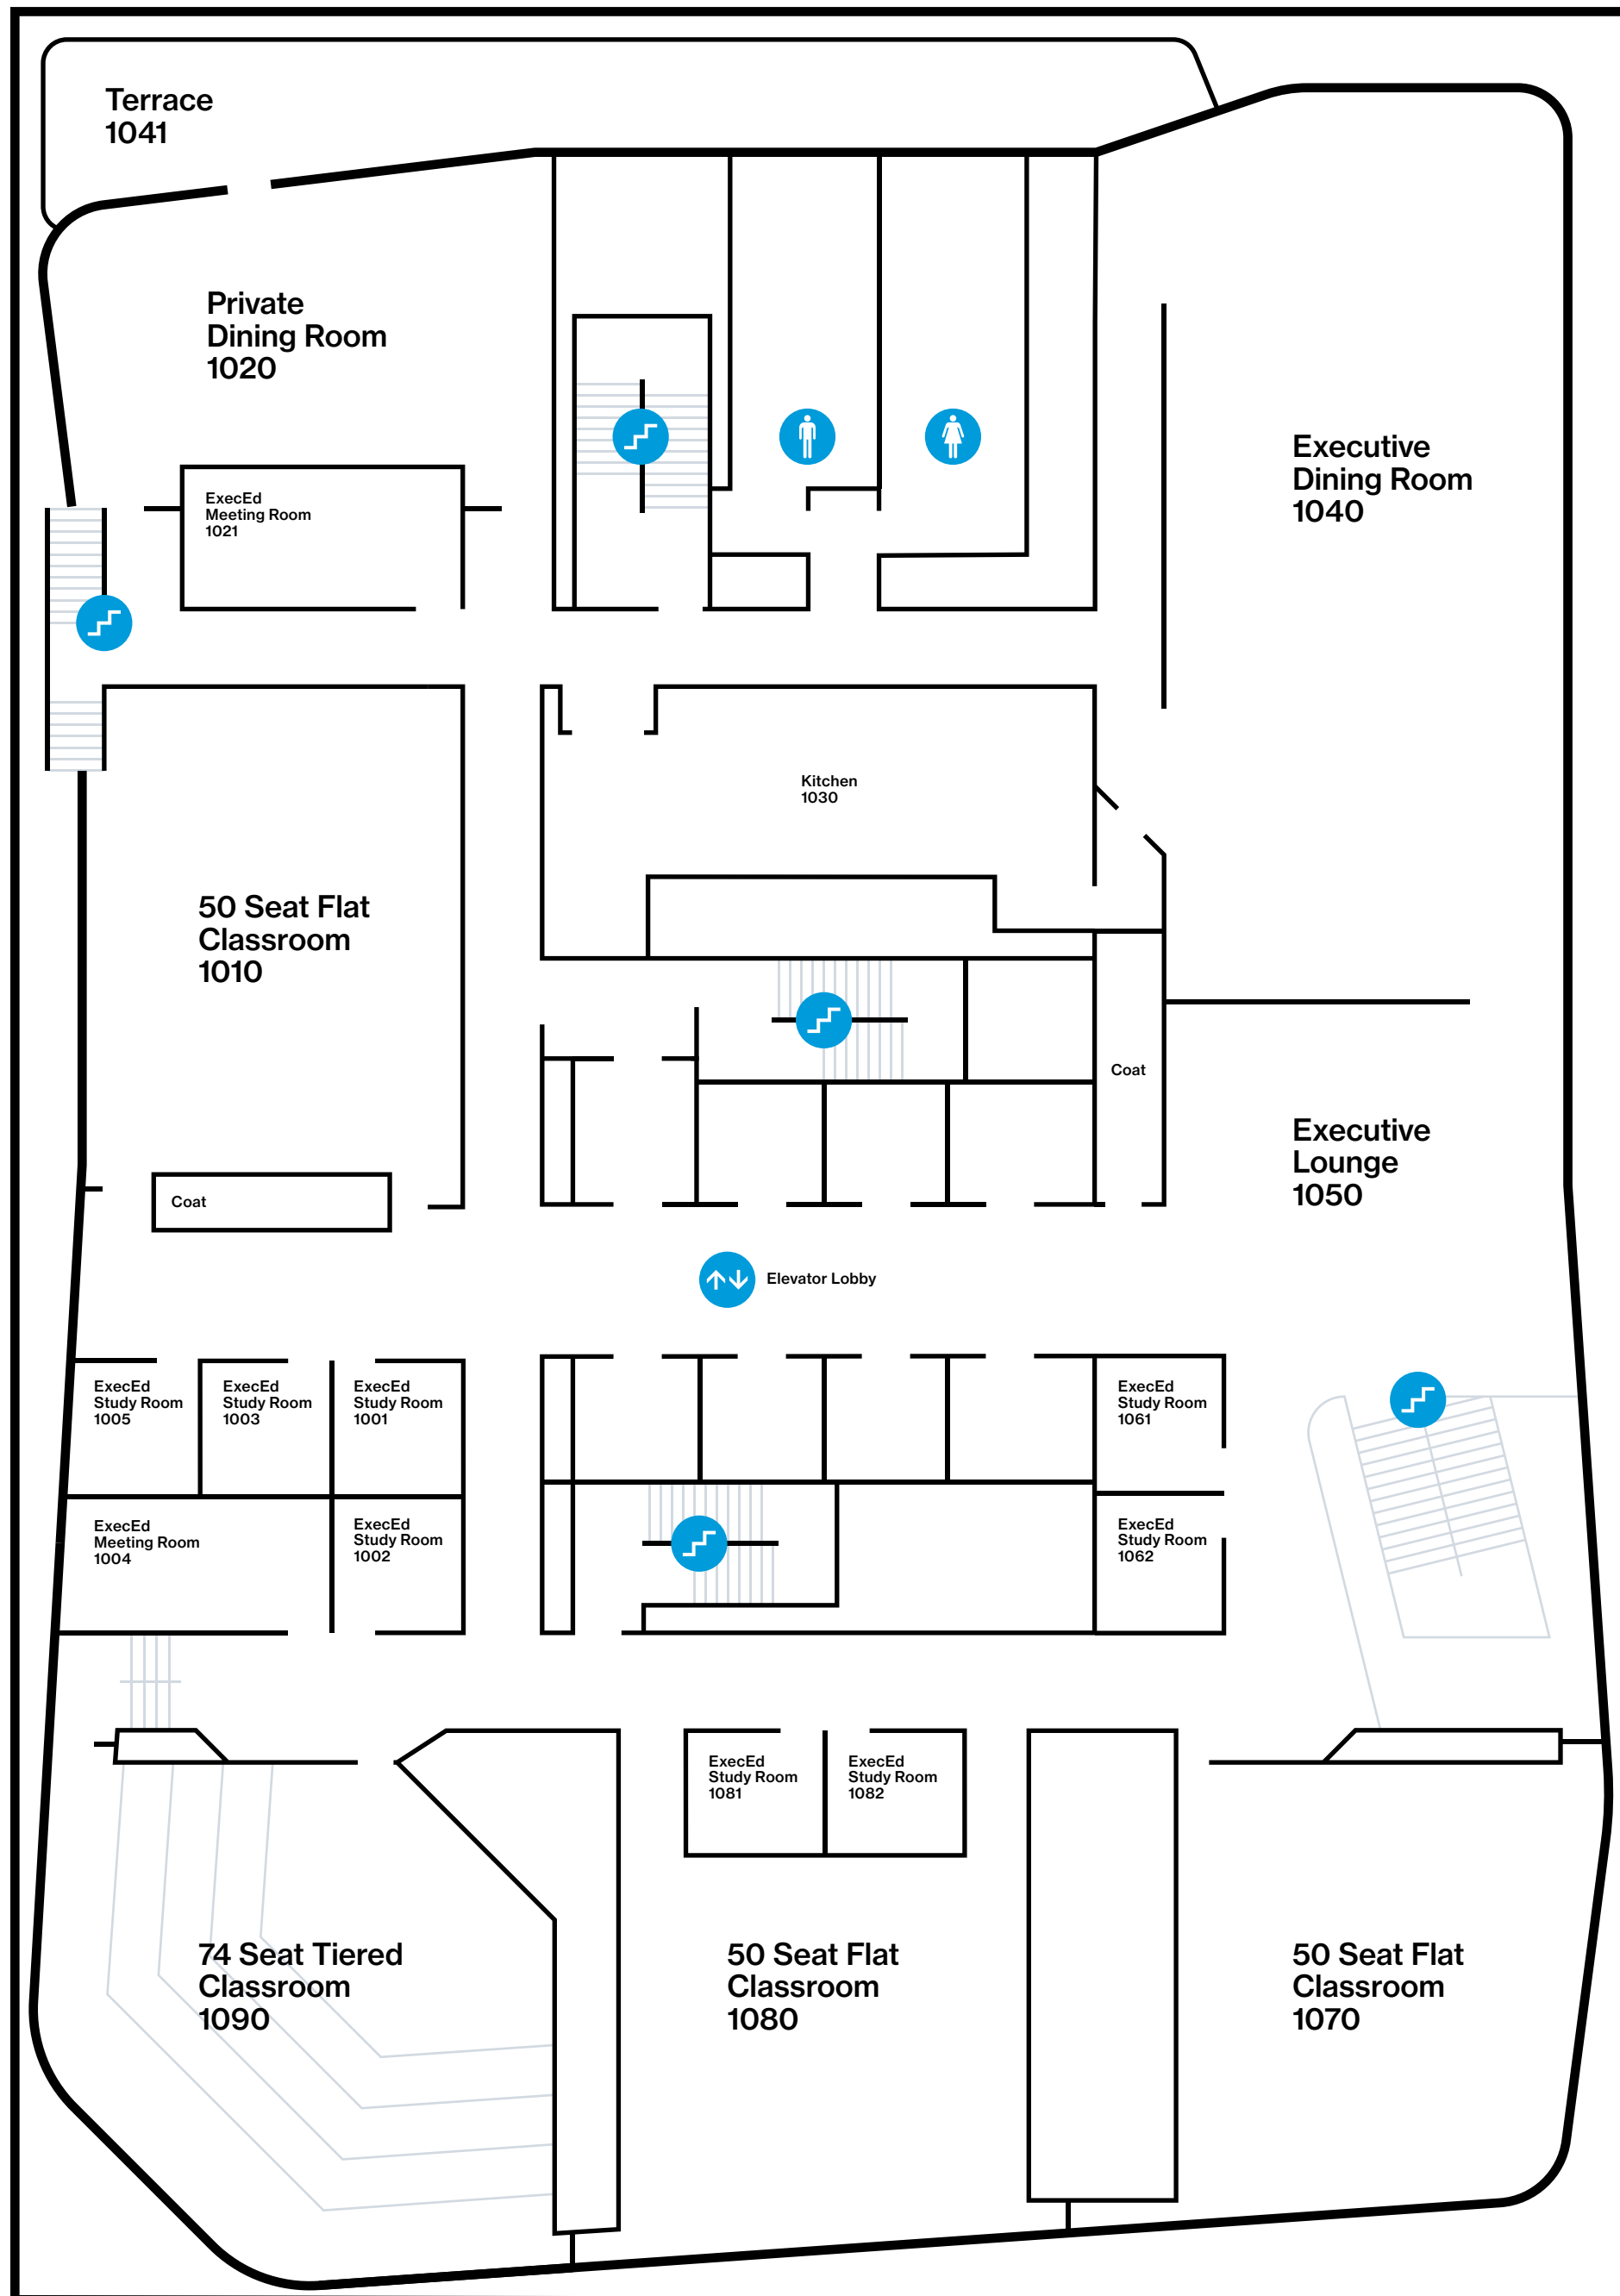 Terrace
1041
Private
Dining Room
1020
Executive
Dining Room
1040
ExecEd
Meeting Room
1021
Kitchen
1030
50 Seat Flat
Classroom
1010
Coat
Executive
Lounge
1050
Coat
Elevator Lobby
ExecEd
Study Room
1005
ExecEd
Study Room
1003
ExecEd
Study Room
1001
ExecEd
Study Room
1061
ExecEd
Meeting Room
1004
ExecEd
Study Room
1002
ExecEd
Study Room
1062
ExecEd
Study Room
1081
ExecEd
Study Room
1082
74 Seat Tiered
Classroom
1090
50 Seat Flat
Classroom
1080
50 Seat Flat
Classroom
1070